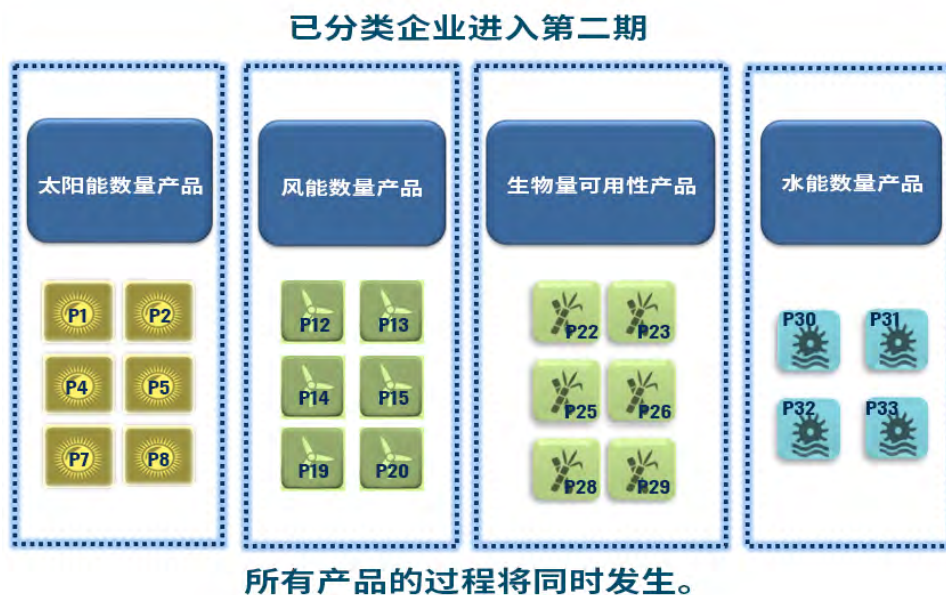 已分类企业进入第二期
太阳能数量产品
风能数量产品
生物量可用性产品
水能数量产品
P1 P2
P4 P5
P7 P8
P12 P13
P14 P15
P19 P20
P22 P23
P25 P26
P28 P29
P30 P31
P32 P33
所有产品的过程将同时发生。